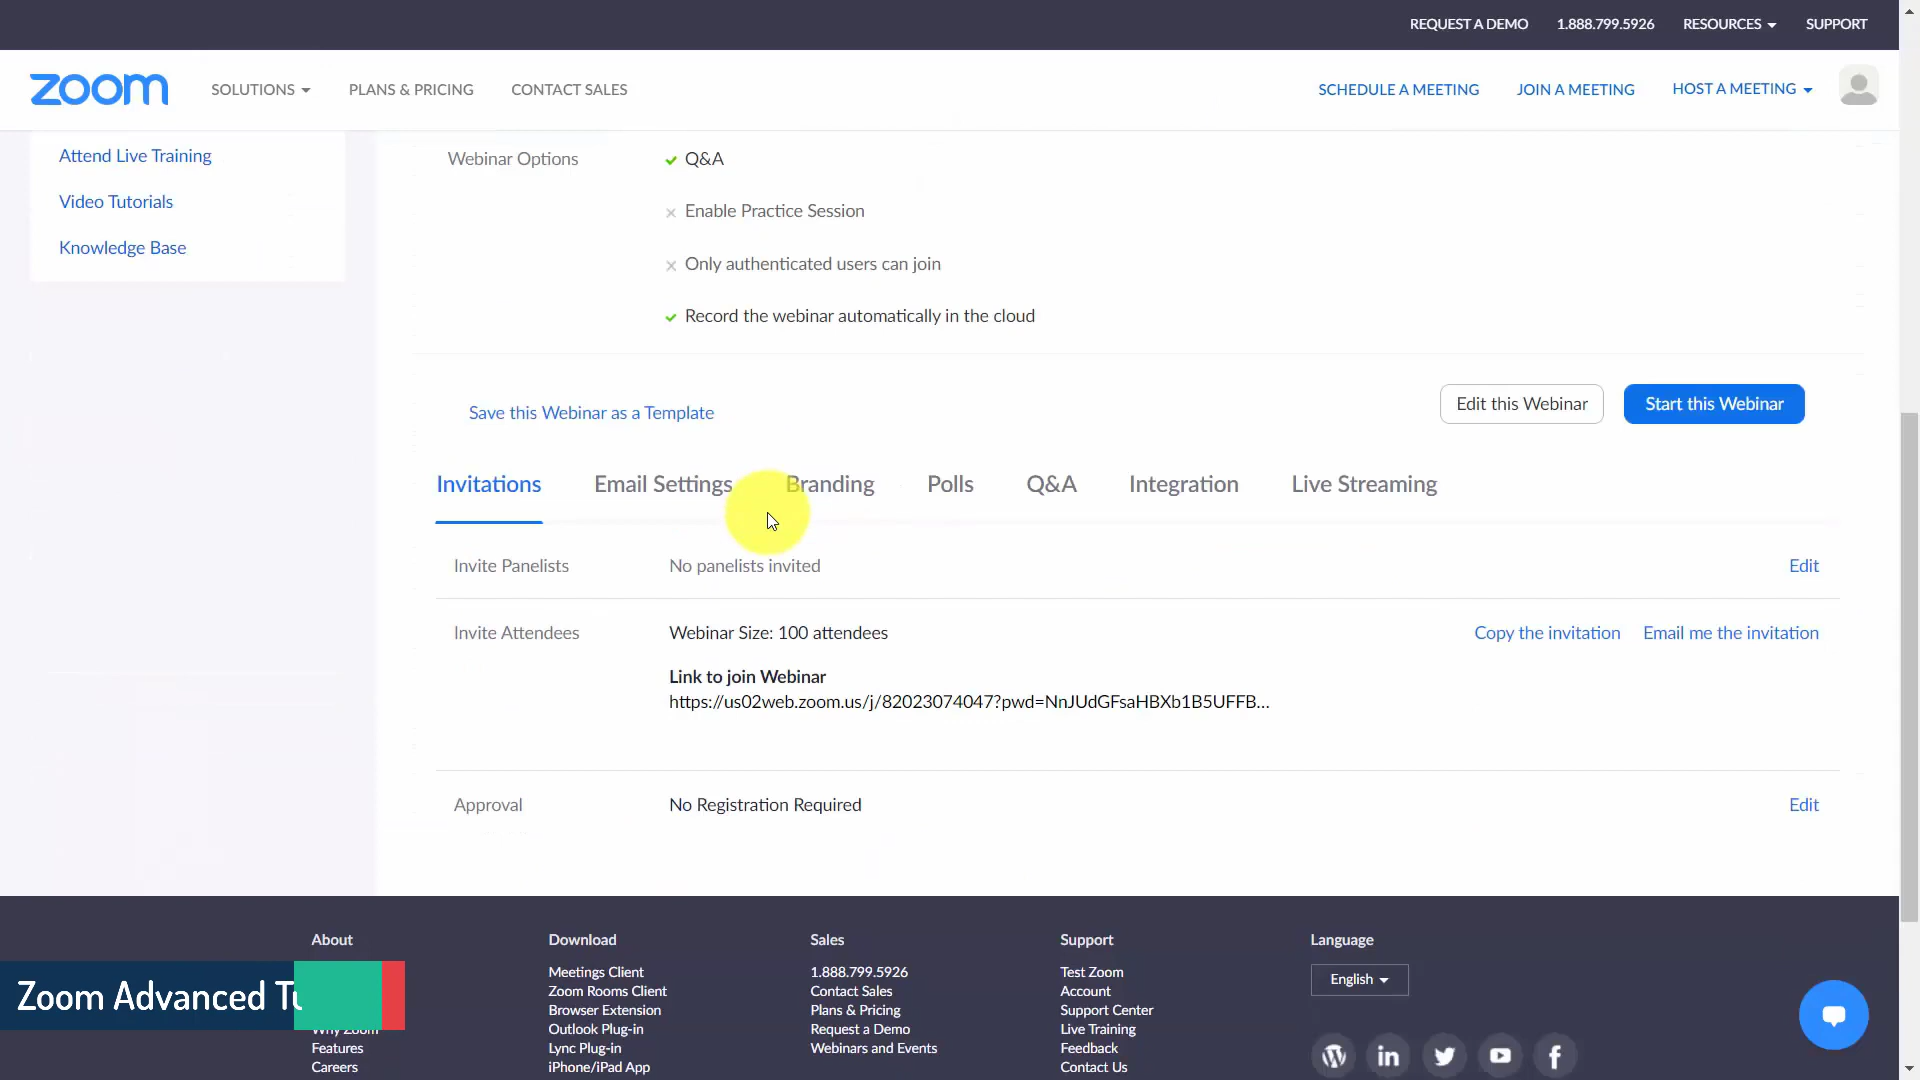 REQUEST A DEMO 1.888.799.5926 RESOURCES SUPPORT
zoom SOLUTIONS PLANS & PRICING CONTACT SALES SCHEDULE A MEETING JOIN A MEETING HOST A MEETING
Attend Live Training
Video Tutorials
Knowledge Base
Webinar Options
Q&A
Enable Practice Session
Only authenticated users can join
Record the webinar automatically in the cloud
Save this Webinar as a Template
Edit this Webinar
Start this Webinar
Invitations Email Settings Branding Polls Q&A Integration Live Streaming
Invite Panelists No panelists invited Edit
Invite Attendees Webinar Size: 100 attendees Copy the invitation Email me the invitation
Link to join Webinar
https://us02web.zoom.us/j/82023074047?pwd=NnJUdGFsaHBXb1B5UFFB...
Approval No Registration Required Edit
About
Why Zoom
Features
Careers
Download
Meetings Client
Zoom Rooms Client
Browser Extension
Outlook Plug-in
Lync Plug-in
iPhone/iPad App
Sales
1.888.799.5926
Contact Sales
Plans & Pricing
Request a Demo
Webinars and Events
Support
Test Zoom
Account
Support Center
Live Training
Feedback
Contact Us
Language
English
in
f
Zoom Advanced Tu